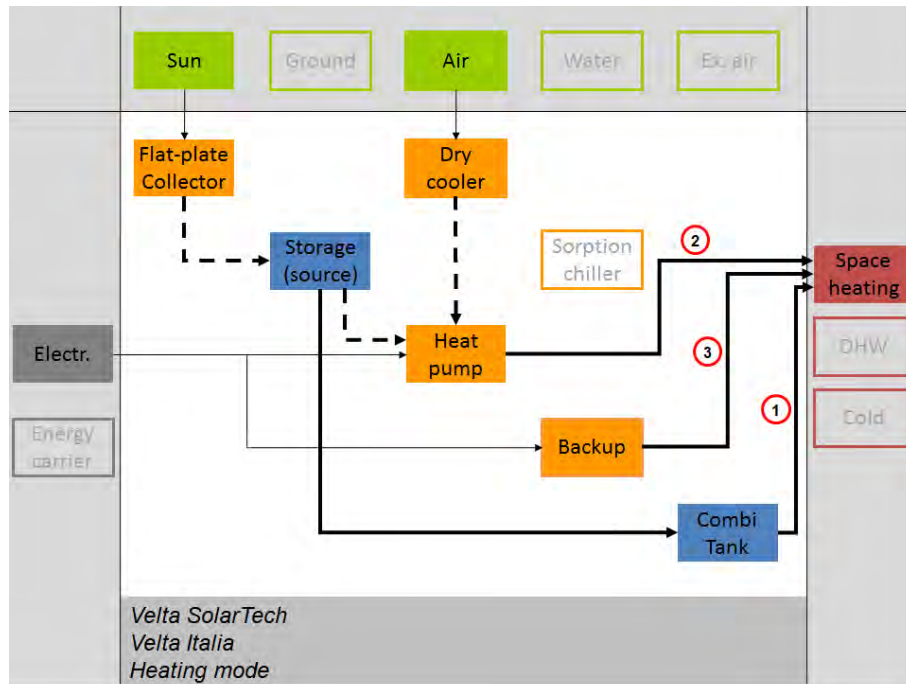 Sun
Ground
Air
Water
Ex. air
Flat-plate
Collector
Dry
cooler
Storage
(source)
Sorption
chiller
2
Space
heating
Electr.
Heat
pump
3
DHW
1
Energy
carrier
Backup
Cold
Combi
Tank
Velta SolarTech
Velta Italia
Heating mode